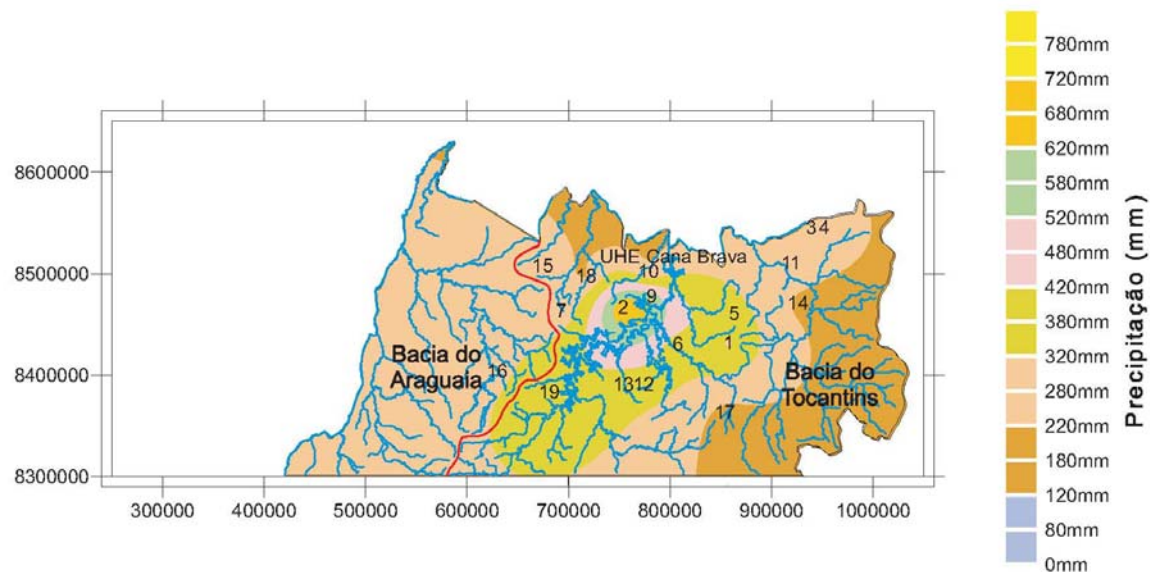 780mm
720mm
680mm
620mm
580mm
520mm
480mm
420mm
380mm
320mm
280mm
220mm
180mm
120mm
80mm
0mm
Precipitação (mm)
8600000
8500000
8400000
8300000
300000 400000 500000 600000 700000 800000 900000 1000000
34
UHE Cana Brava
15
18
10
11
7
2
9
5
14
6
1
16
19
1312
17
Bacia do
Araguaia
Bacia do
Tocantins